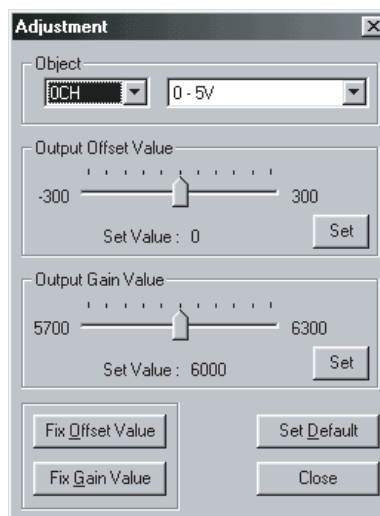 Adjustment
Object
0CH
0 - 5V
Output Offset Value
-300
300
Set Value : 0
Set
Output Gain Value
5700
6300
Set Value : 6000
Set
Fix Offset Value
Set Default
Fix Gain Value
Close